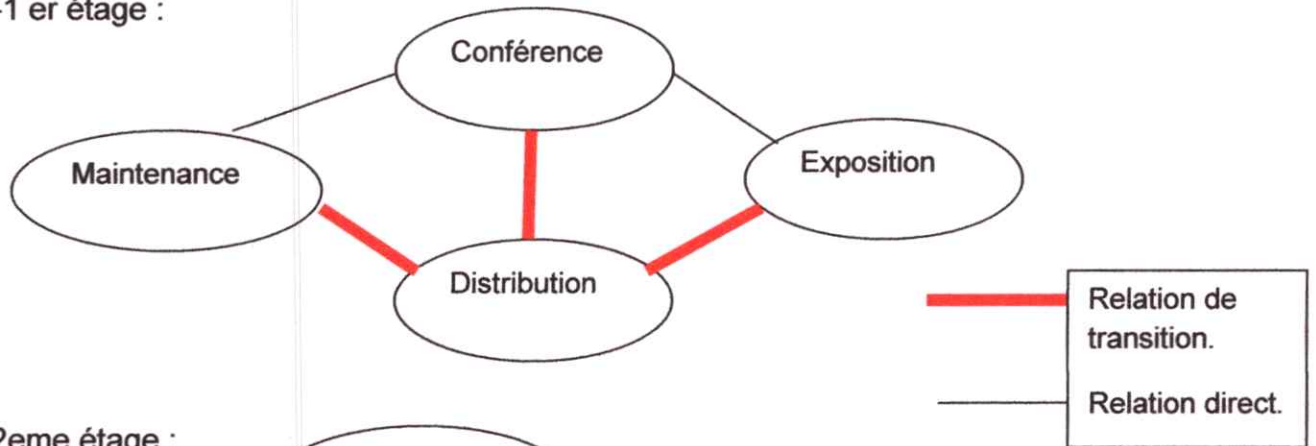 -1 er étage :
Conférence
Maintenance
Exposition
Distribution
Relation de
transition.
Relation direct.
2eme étage :